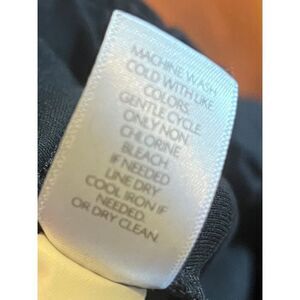 MACHINE WASH
COLD WITH LIKE
COLORS.
GENTLE CYCLE.
ONLY NON
CHLORINE
BLEACH
IF NEEDED
LINE DRY
COOL IRON IF
NEEDED.
OR DRY CLEAN.